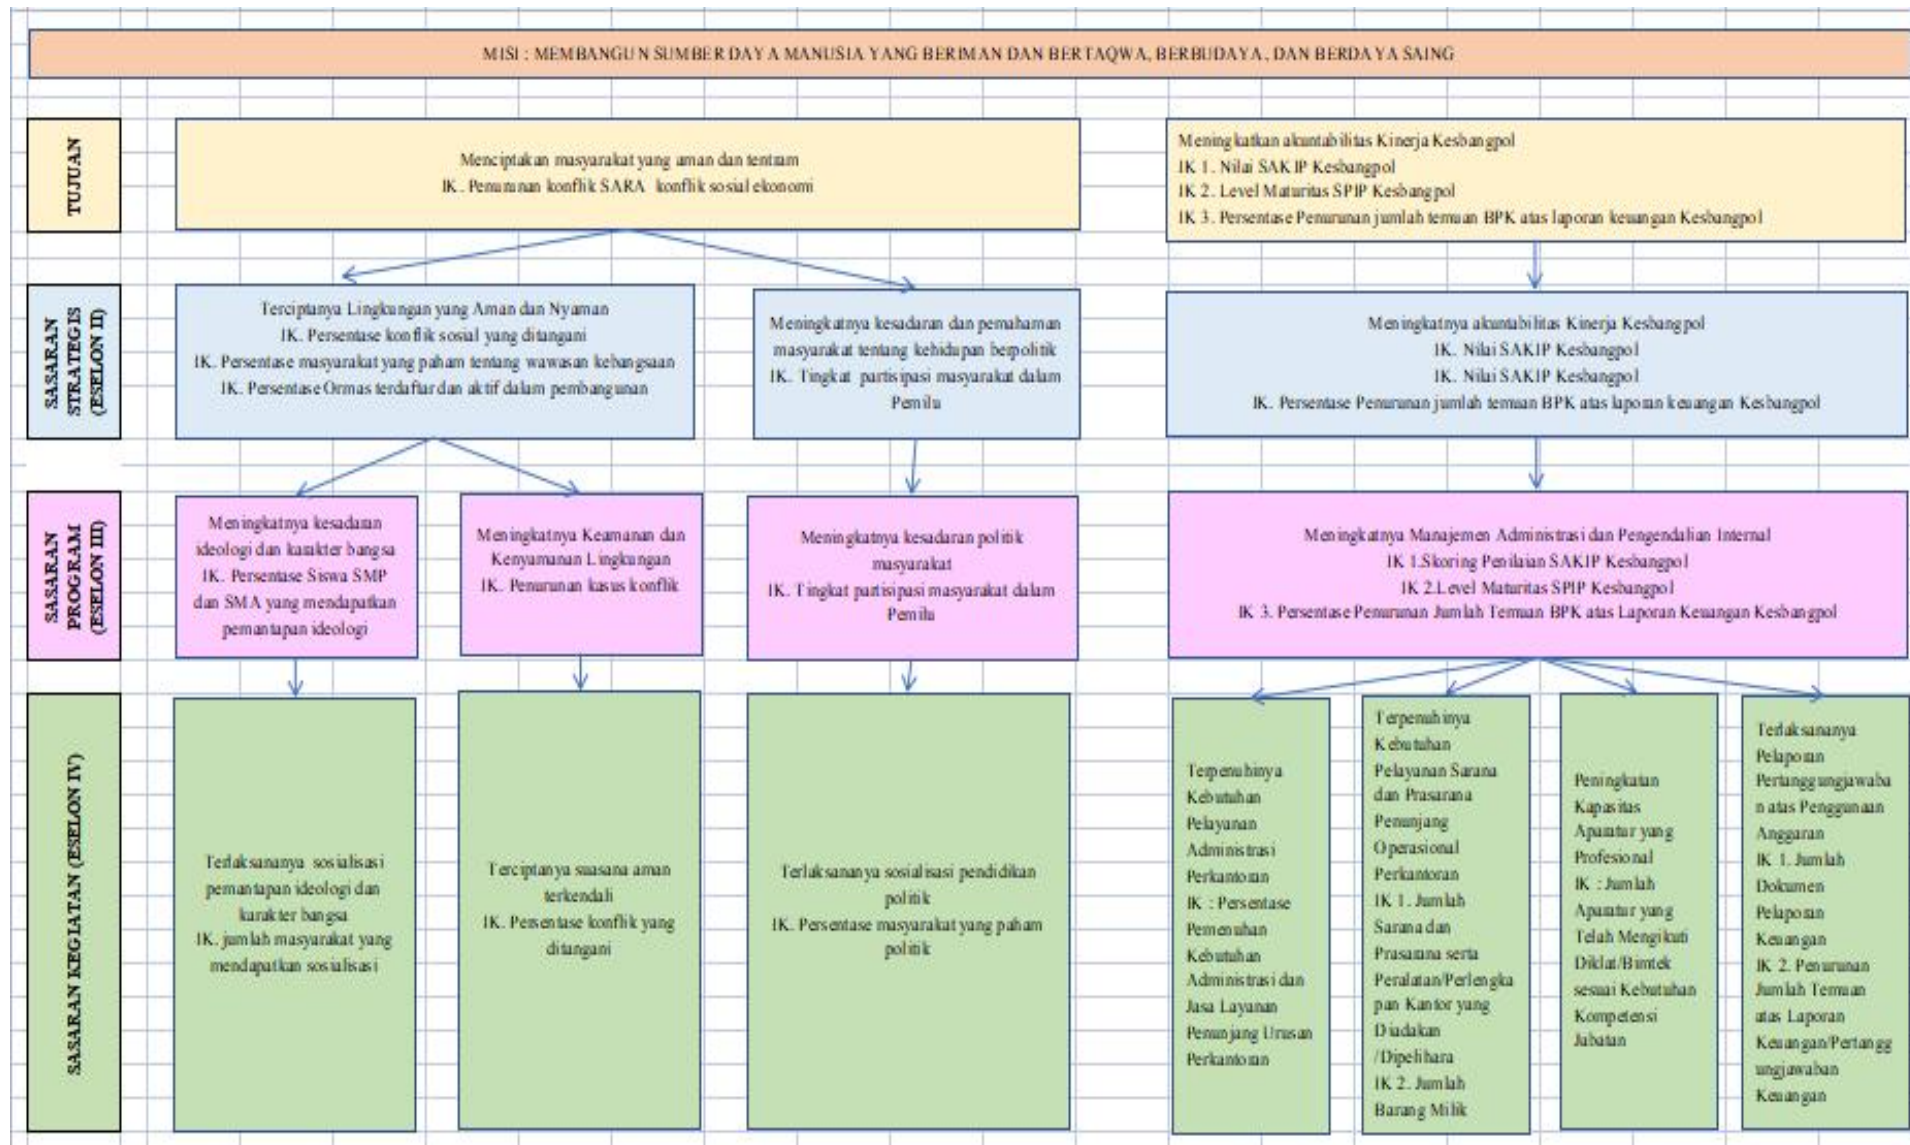 MISI : MEMBANGUN SUMBER DAYA MANUSIA YANG BERIMAN DAN BERTAQWA, BERBUDAYA, DAN BERDAYA SAING
TUJUAN
Menciptakan masyarakat yang aman dan tentram
IK. Penurunan konflik SARA konflik sosial ekonomi
Meningkatkan akuntabilitas Kinerja Kesbangpol
IK 1. Nilai SAKIP Kesbangpol
IK 2. Level Maturitas SPIP Kesbangpol
IK 3. Persentase Penurunan jumlah temuan BPK atas laporan keuangan Kesbangpol
SASARAN
STRATEGIS
(ESELON II)
Terciptanya Lingkungan yang Aman dan Nyaman
IK. Persentase konflik sosial yang ditangani
IK. Persentase masyarakat yang paham tentang wawasan kebangsaan
IK. Persentase Ormas terdaftar dan aktif dalam pembangunan
Meningkatnya kesadaran dan pemahaman
masyarakat tentang kehidupan berpolitik
IK. Tingkat partisipasi masyarakat dalam
Pemilu
Meningkatnya akuntabilitas Kinerja Kesbangpol
IK. Nilai SAKIP Kesbangpol
IK. Nilai SAKIP Kesbangpol
IK. Persentase Penurunan jumlah temuan BPK atas laporan keuangan Kesbangpol
SASARAN
PROGRAM
(ESELON III)
Meningkatnya kesadaran
ideologi dan karakter bangsa
IK. Persentase Siswa SMP
dan SMA yang mendapatkan
pemantapan ideologi
Meningkatnya Keamanan dan
Kenyamanan Lingkungan
IK. Penurunan kasus konflik
Meningkatnya kesadaran politik
masyarakat
IK. Tingkat partisipasi masyarakat dalam
Pemilu
Meningkatnya Manajemen Administrasi dan Pengendalian Internal
IK 1.Skoring Penilaian SAKIP Kesbangpol
IK 2.Level Maturitas SPIP Kesbangpol
IK 3. Persentase Penurunan Jumlah Temuan BPK atas Laporan Keuangan Kesbangpol
SASARAN KEGIATAN (ESELON IV)
Terlaksananya sosialisasi
pemantapan ideologi dan
karakter bangsa
IK. jumlah masyarakat yang
mendapatkan sosialisasi
Terciptanya suasana aman
terkendali
IK. Persentase konflik yang
ditangani
Terlaksananya sosialisasi pendidikan
politik
IK. Persentase masyarakat yang paham
politik
Terpenuhinya
Kebutuhan
Pelayanan
Administrasi
Perkantoran
IK : Persentase
Pemenuhan
Kebutuhan
Administrasi dan
Jasa Layanan
Penunjang Urusan
Perkantoran
Terpenuhinya
Kebutuhan
Pelayanan Sarana
dan Prasarana
Penunjang
Operasional
Perkantoran
IK 1. Jumlah
Sarana dan
Prasarana serta
Peralatan/Perlengka
pan Kantor yang
Diadakan
/Dipelihara
IK 2. Jumlah
Barang Milik
Peningkatan
Kapasitas
Aparatur yang
Profesional
IK : Jumlah
Aparatur yang
Telah Mengikuti
Diklat/Bimtek
sesuai Kebutuhan
Kompetensi
Jabatan
Terlaksananya
Pelaporan
Pertanggungjawaba
n atas Penggunaan
Anggaran
IK 1. Jumlah
Dokumen
Pelaporan
Keuangan
IK 2. Penurunan
Jumlah Temuan
atas Laporan
Keuangan/Pertangg
ungjawaban
Keuangan